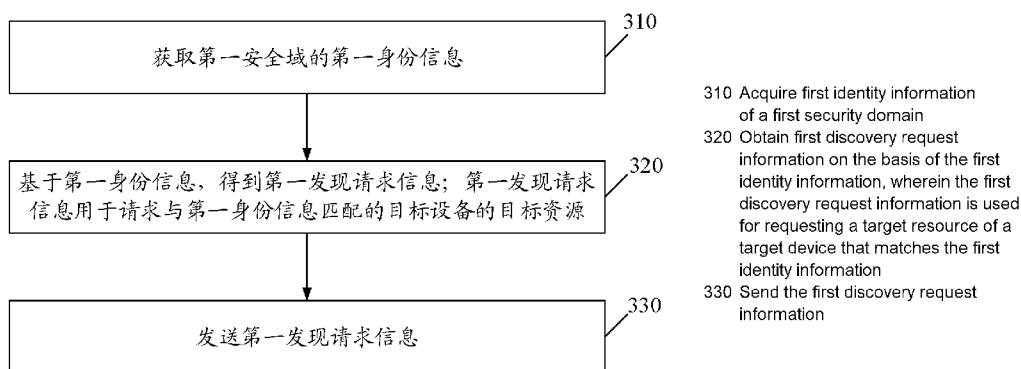 310
获取第一安全域的第一身份信息
320
基于第一身份信息，得到第一发现请求信息；第一发现请求
信息用于请求与第一身份信息匹配的目标设备的目标资源
330
发送第一发现请求信息
310 Acquire first identity information
of a first security domain
320 Obtain first discovery request
information on the basis of the first
identity information, wherein the first
discovery request information is used
for requesting a target resource of a
target device that matches the first
identity information
330 Send the first discovery request
information